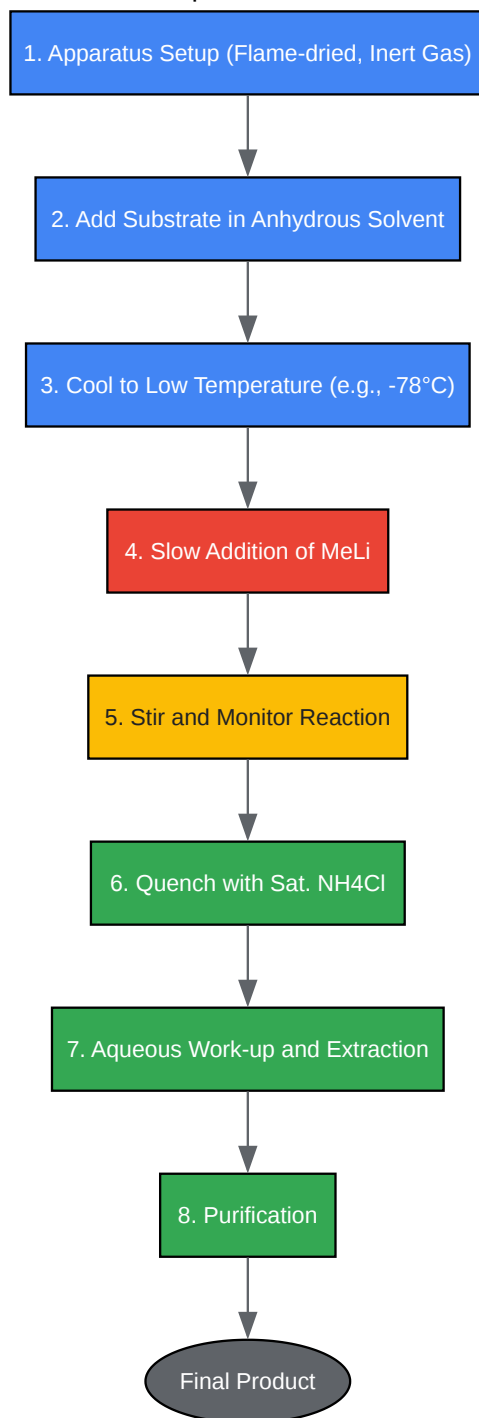 1. Apparatus Setup (Flame-dried, Inert Gas)
2. Add Substrate in Anhydrous Solvent
3. Cool to Low Temperature (e.g., -78°C)
4. Slow Addition of MeLi
5. Stir and Monitor Reaction
6. Quench with Sat. NH4Cl
7. Aqueous Work-up and Extraction
8. Purification
Final Product